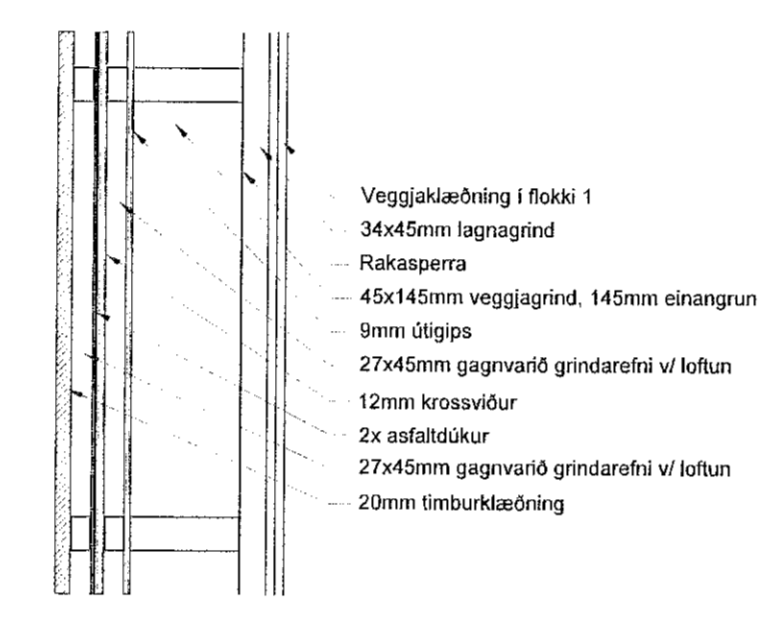 Veggjaklæðning í flokki 1
34x45mm lagnagrind
Rakasperra
45x145mm veggjagrind, 145mm einangrun
9mm útigips
27x45mm gagnvarið grindarefni v/ loftun
12mm krossviður
2x asfaltdúkur
27x45mm gagnvarið grindarefni v/ loftun
20mm timburklæðning